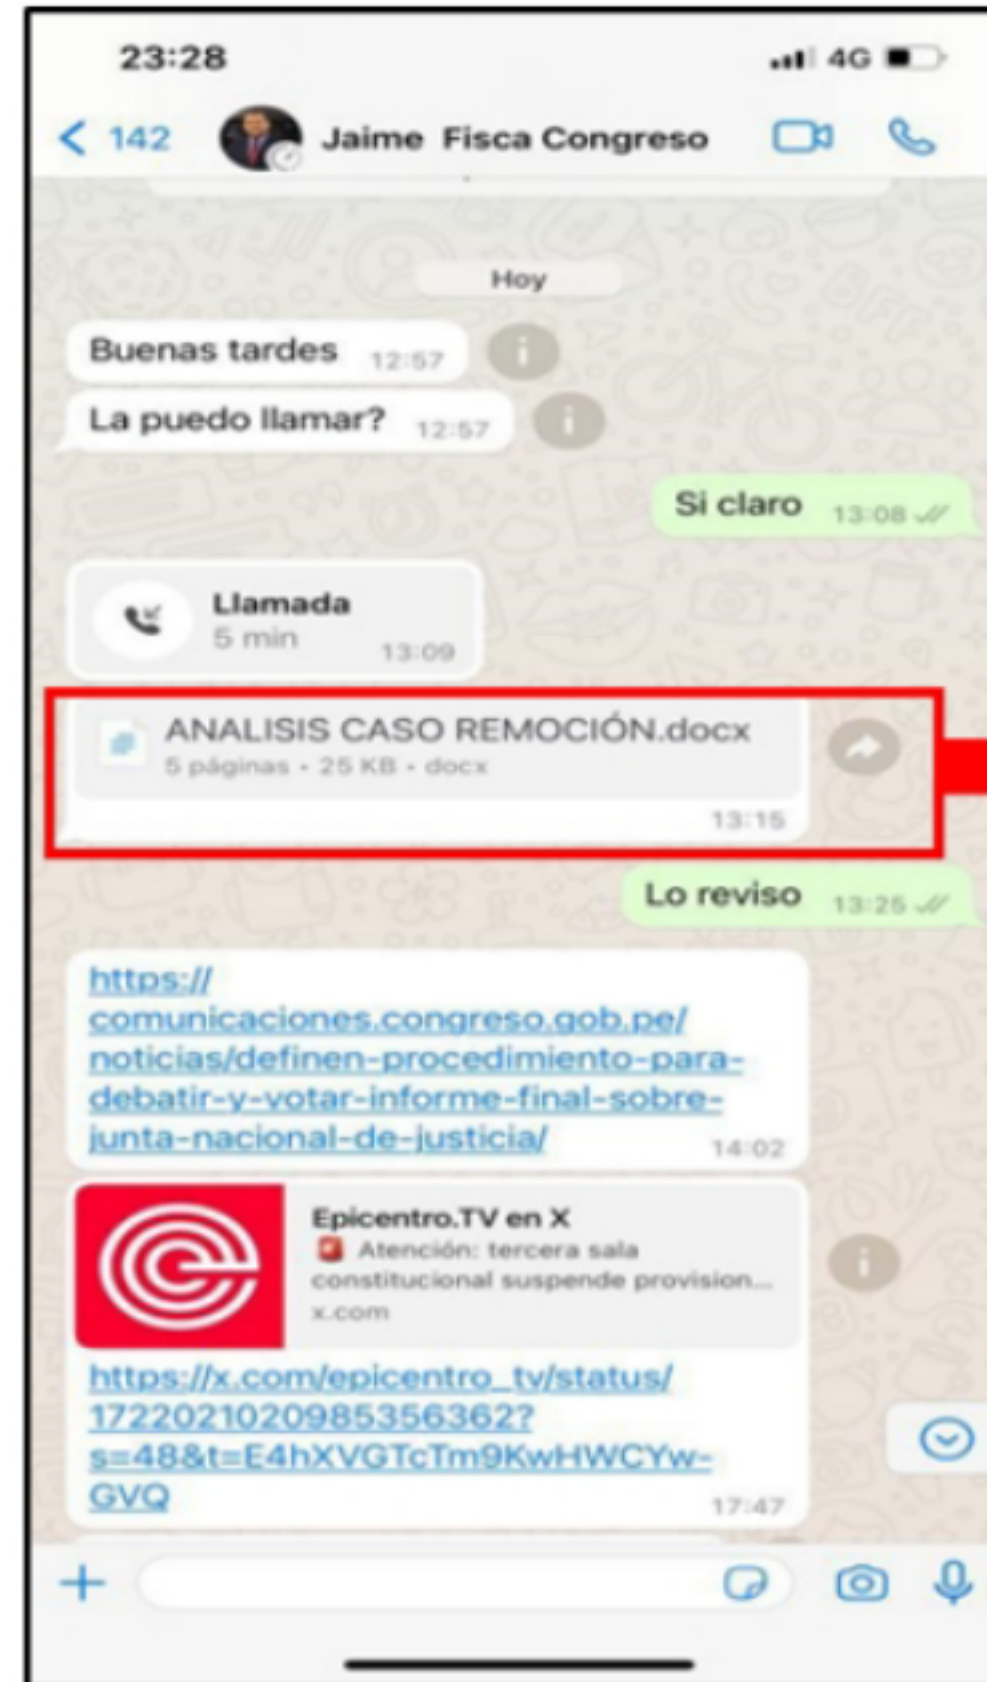 23:28
4G
142
Jaime Fisca Congreso
Hoy
Buenas tardes 12:57
La puedo llamar? 12:57
Si claro 13:08
Llamada
5 min 13:09
ANALISIS CASO REMOCIÓN.docx
5 páginas • 25 KB • docx
13:15
Lo reviso 13:25
https://
comunicaciones.congreso.gob.pe/
noticias/definen-procedimiento-para-
debatir-y-votar-informe-final-sobre-
junta-nacional-de-justicia/ 14:02
Epicentro.TV en X
Atención: tercera sala
constitucional suspende provision...
x.com
https://x.com/epicentro_tv/status/
1722021020985356362?
s=48&t=E4hXVGTcTm9KwHWCYw-
GVQ 17:47